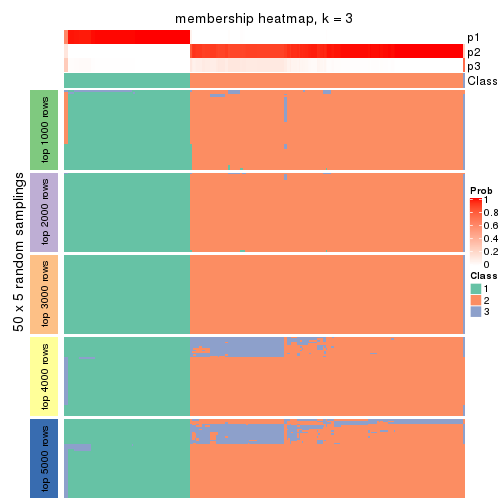 membership heatmap, k = 3
p1
p2
p3
Class
50 x 5 random samplings
top 1000 rows
top 2000 rows
top 3000 rows
top 4000 rows
top 5000 rows
Prob
1
0.8
0.6
0.4
0.2
0
Class
1
2
3